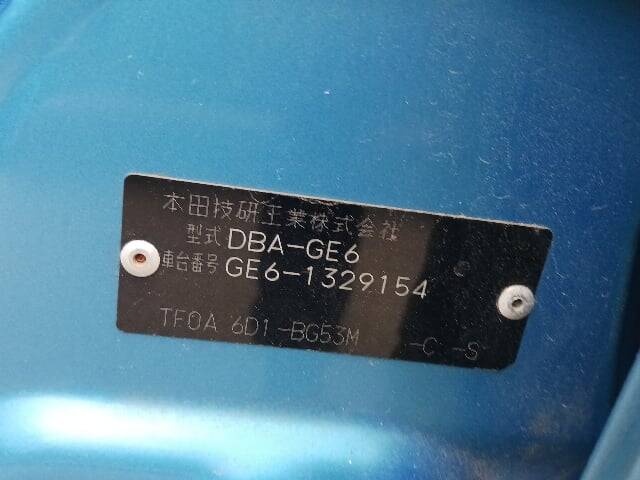 本田技研工業株式会社
型式 DBA-GE6
車台番号 GE6-1329154
TF0A 6D1-BG53M -C -S